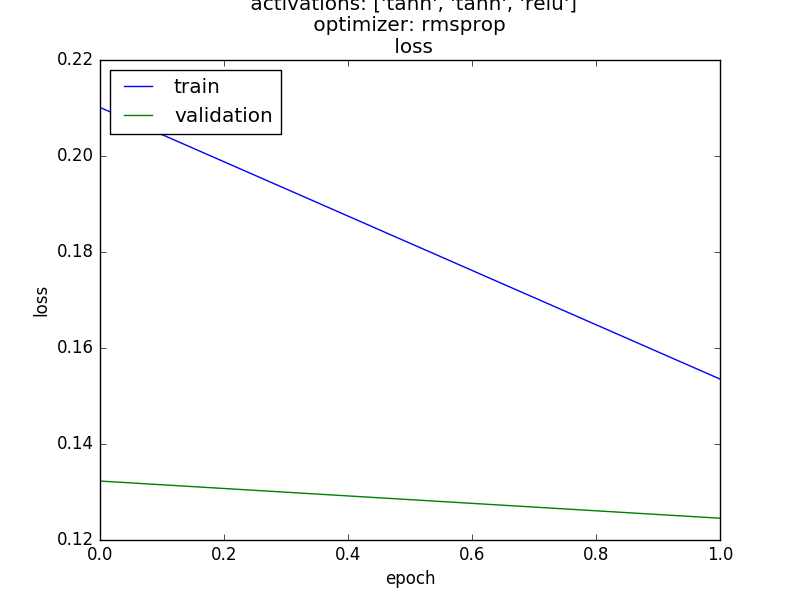 activations: ['tanh', 'tanh', 'relu']
optimizer: rmsprop
loss
0.22
train
validation
0.20
0.18
loss
0.16
0.14
0.12
0.0 0.2 0.4 0.6 0.8 1.0
epoch